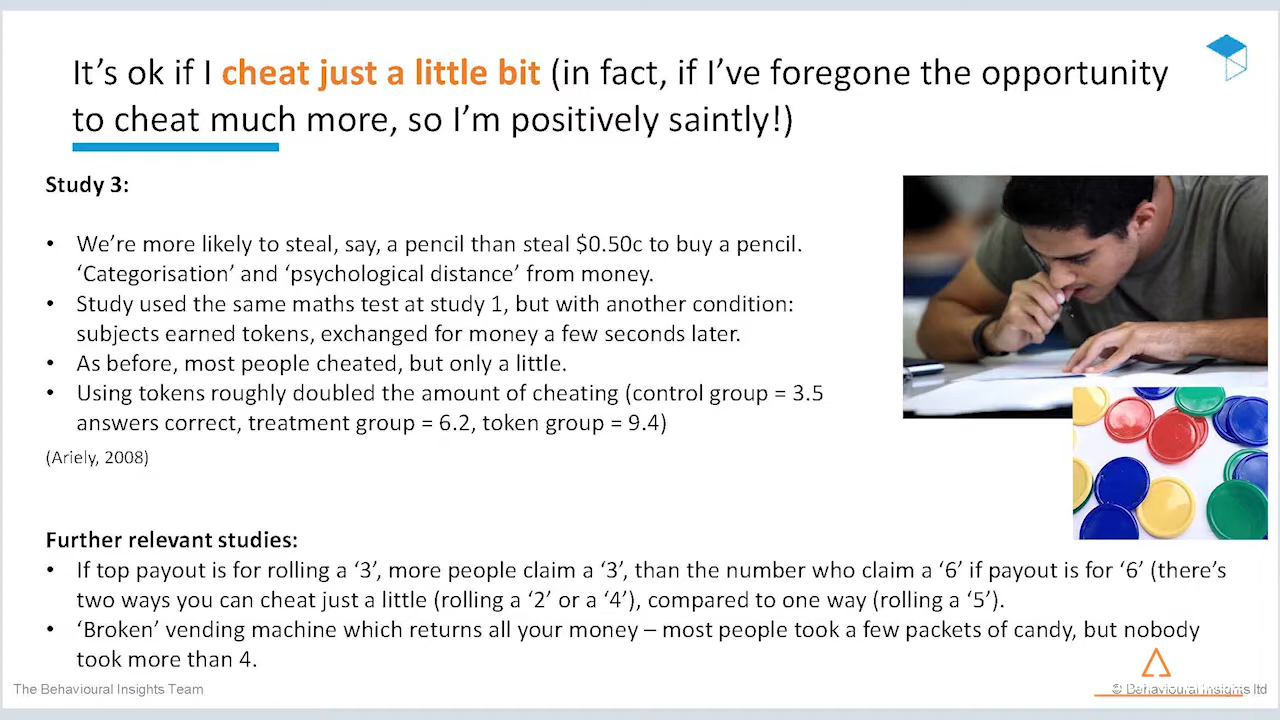 It’s ok if I cheat just a little bit (in fact, if I’ve foregone the opportunity
to cheat much more, so I’m positively saintly!)
Study 3:
• We’re more likely to steal, say, a pencil than steal $0.50c to buy a pencil.
‘Categorisation’ and ‘psychological distance’ from money.
• Study used the same maths test at study 1, but with another condition:
subjects earned tokens, exchanged for money a few seconds later.
• As before, most people cheated, but only a little.
• Using tokens roughly doubled the amount of cheating (control group = 3.5
answers correct, treatment group = 6.2, token group = 9.4)
(Ariely, 2008)
Further relevant studies:
• If top payout is for rolling a ‘3’, more people claim a ‘3’, than the number who claim a ‘6’ if payout is for ‘6’ (there’s
two ways you can cheat just a little (rolling a ‘2’ or a ‘4’), compared to one way (rolling a ‘5’).
• ‘Broken’ vending machine which returns all your money – most people took a few packets of candy, but nobody
took more than 4.
The Behavioural Insights Team
© Behavioural Insights ltd